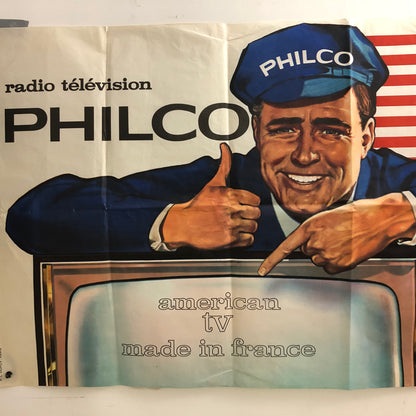 PHILCO
radio télévision
PHILCO
american
tv
made in france